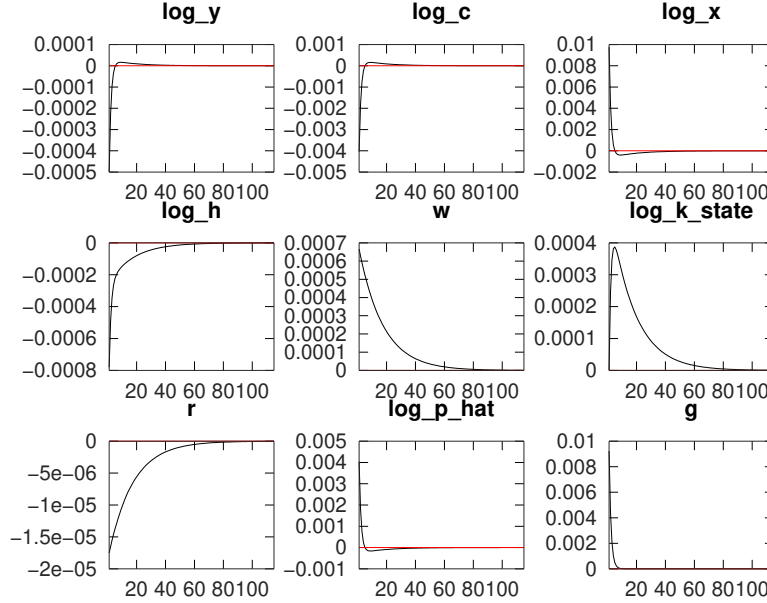 log_y
0.0001
0
−0.0001
−0.0002
−0.0003
−0.0004
−0.0005
20 40 60 80100
log_c
0.001
0
−0.001
−0.001
−0.002
−0.003
−0.004
−0.005
20 40 60 80100
log_x
0.01
0.008
0.006
0.004
0.002
0
−0.002
20 40 60 80100
log_h
0
−0.0002
−0.0004
−0.0006
−0.0008
20 40 60 80100
w
0.0007
0.0006
0.0005
0.0004
0.0003
0.0002
0.0001
0
20 40 60 80100
log_k_state
0.0004
0.0003
0.0002
0.0001
0
20 40 60 80100
r
0
−5e−06
−1e−05
−1.5e−05
−2e−05
20 40 60 80100
log_p_hat
0.005
0.004
0.003
0.002
0.001
0
−0.001
20 40 60 80100
g
0.01
0.008
0.006
0.004
0.002
0
20 40 60 80100